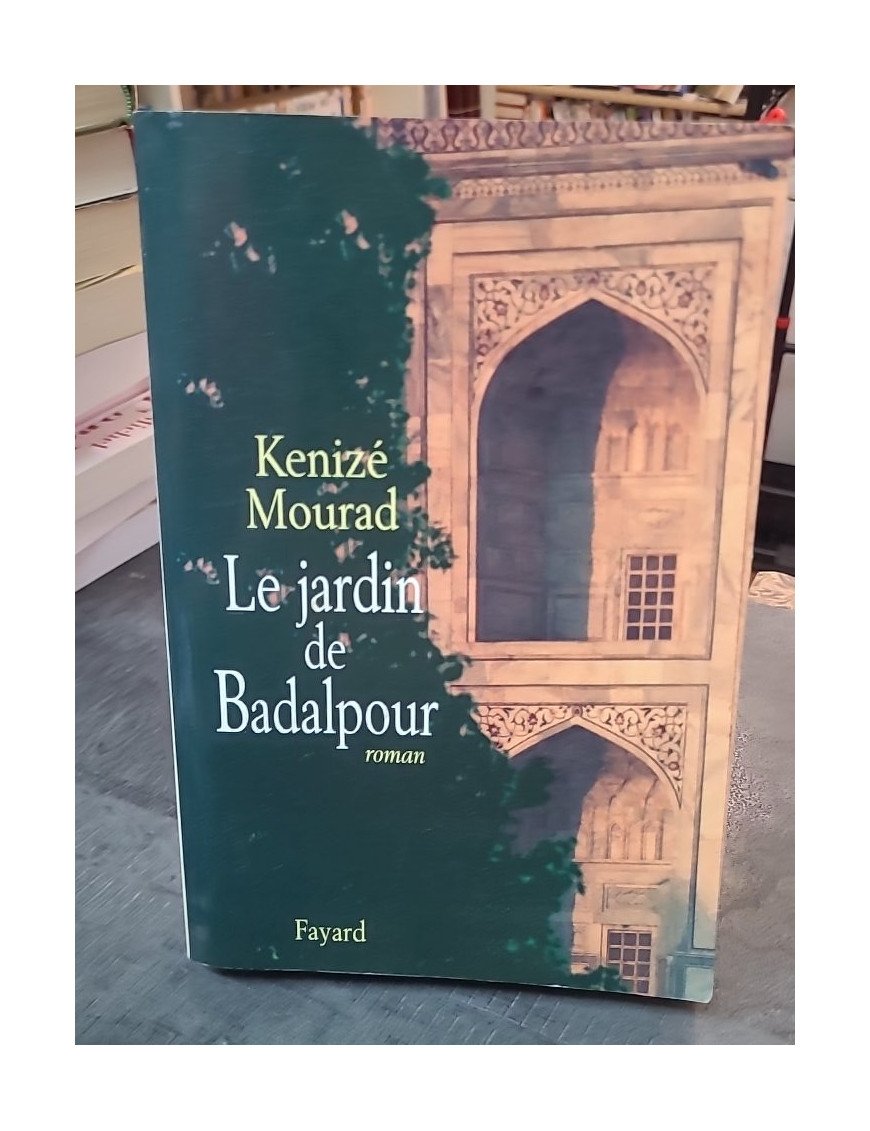 Kenizé
Mourad
Le jardin
de
Badalpour
roman
Fayard